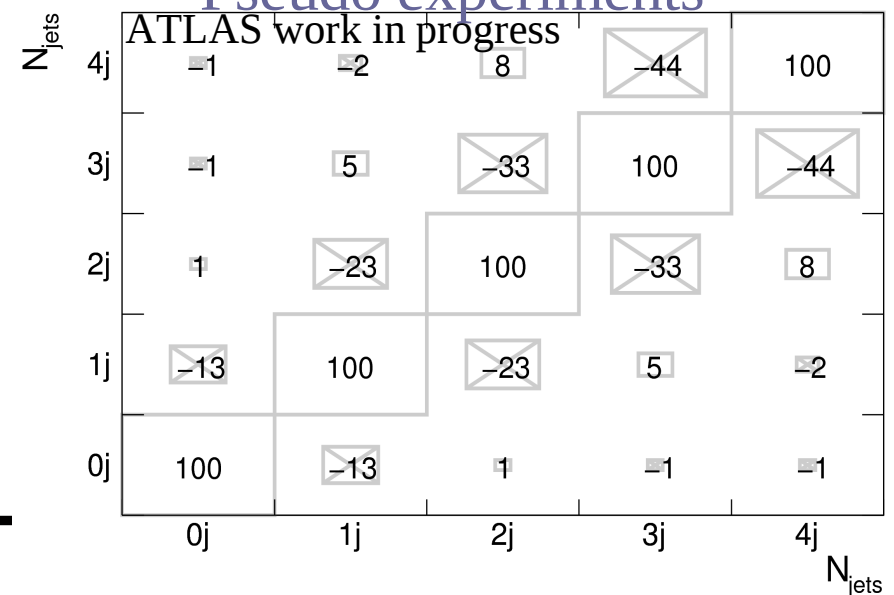 Pseudo experiments
ATLAS work in progress
N_jets
4j −1 −2 8 −44 100
3j −1 5 −33 100 −44
2j 1 −23 100 −33 8
1j −13 100 −23 5 −2
0j 100 −13 1 −1 −1
0j 1j 2j 3j 4j
N_jets